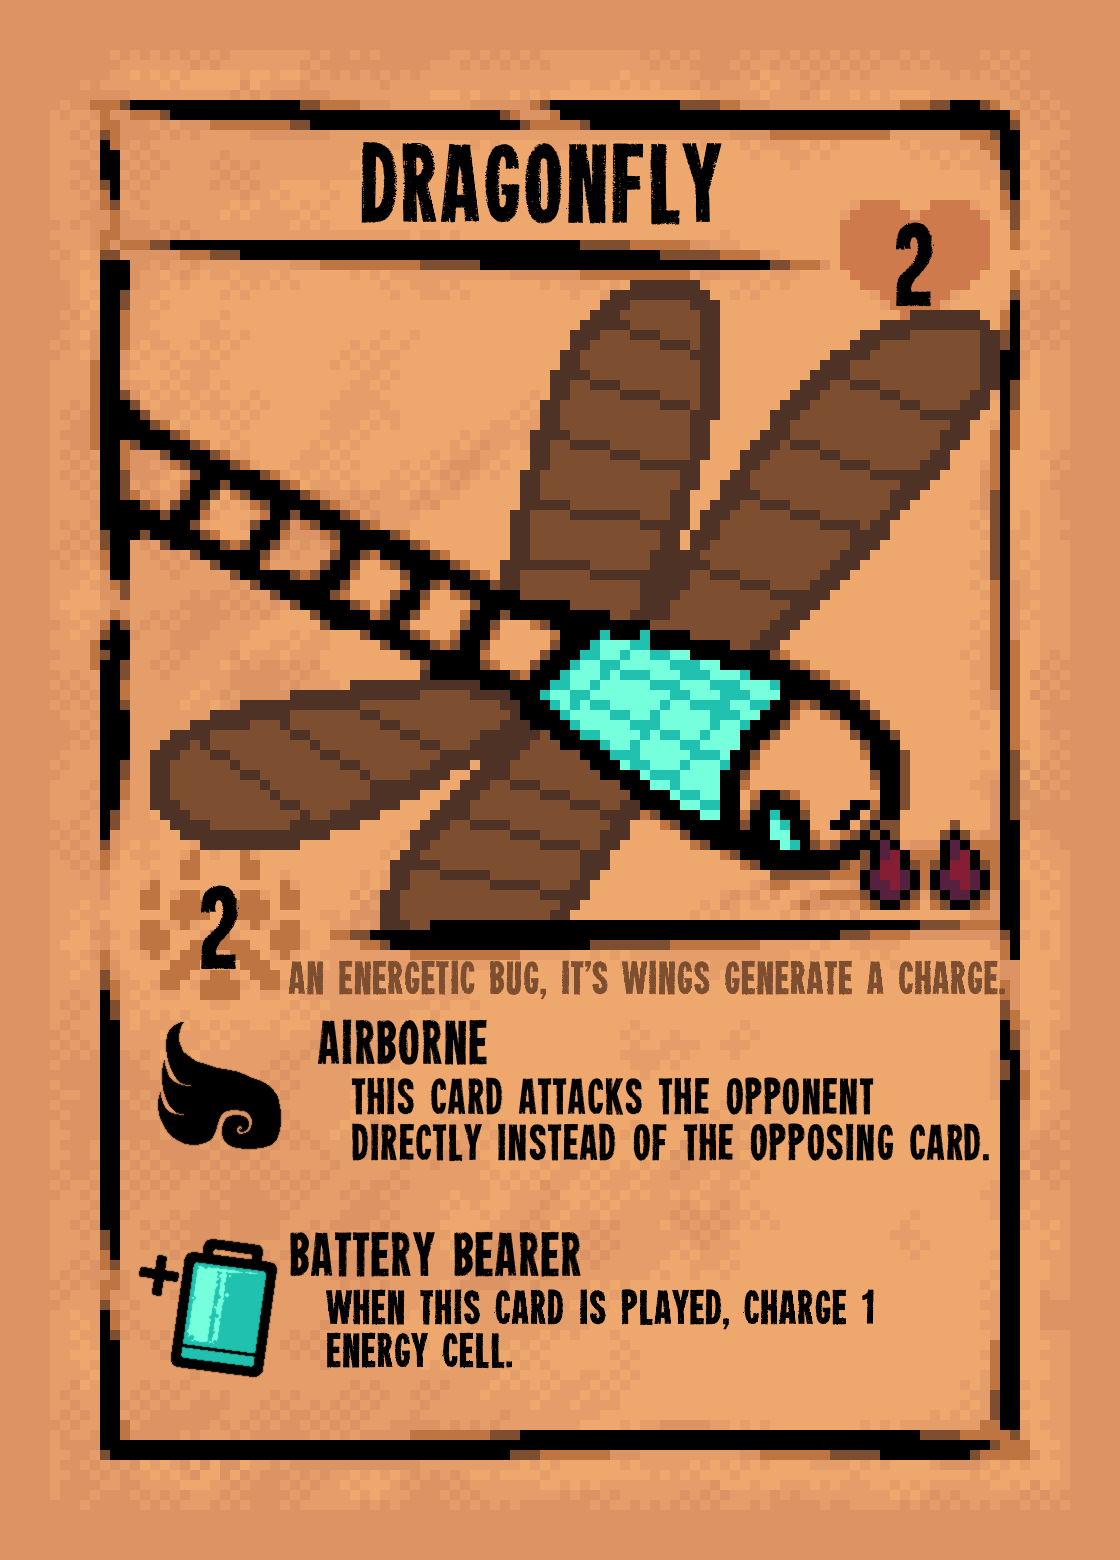 DRAGONFLY
2
2
AN ENERGETIC BUG, IT'S WINGS GENERATE A CHARGE.
AIRBORNE
THIS CARD ATTACKS THE OPPONENT
DIRECTLY INSTEAD OF THE OPPOSING CARD.
BATTERY BEARER
WHEN THIS CARD IS PLAYED, CHARGE 1
ENERGY CELL.